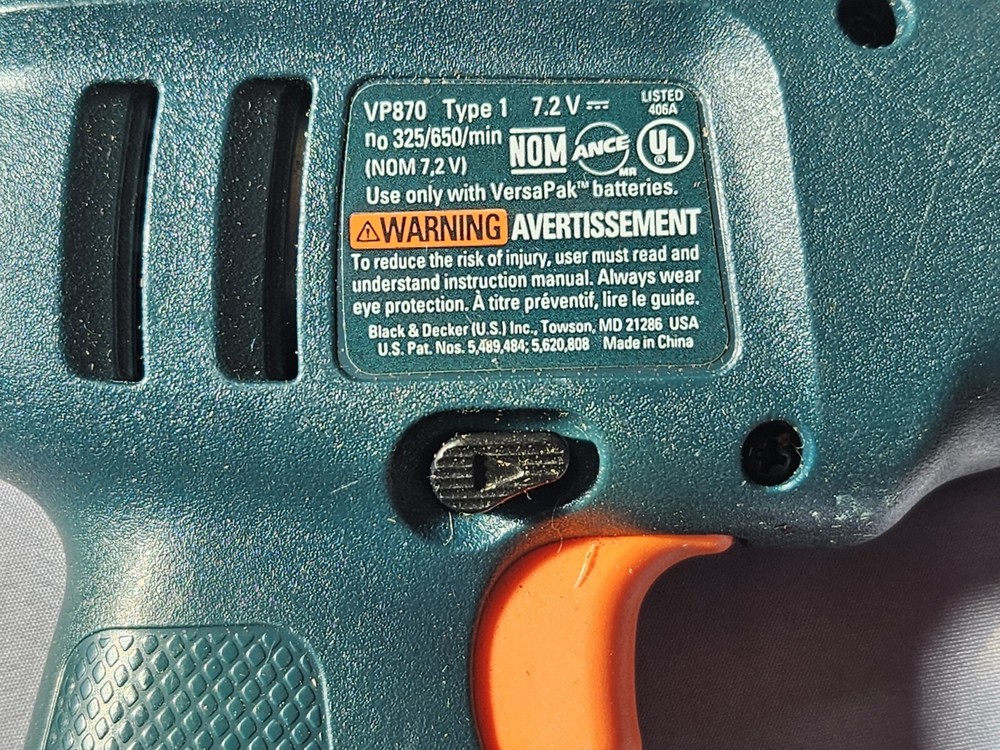 VP870 Type 1 7.2 V ⎓ LISTED 406A
no 325/650/min NOM ANCE MR UL ®
(NOM 7,2 V)
Use only with VersaPak™ batteries.
⚠WARNING AVERTISSEMENT
To reduce the risk of injury, user must read and
understand instruction manual. Always wear
eye protection. À titre préventif, lire le guide.
Black & Decker (U.S.) Inc., Towson, MD 21286 USA
U.S. Pat. Nos. 5,489,484; 5,620,808 Made in China